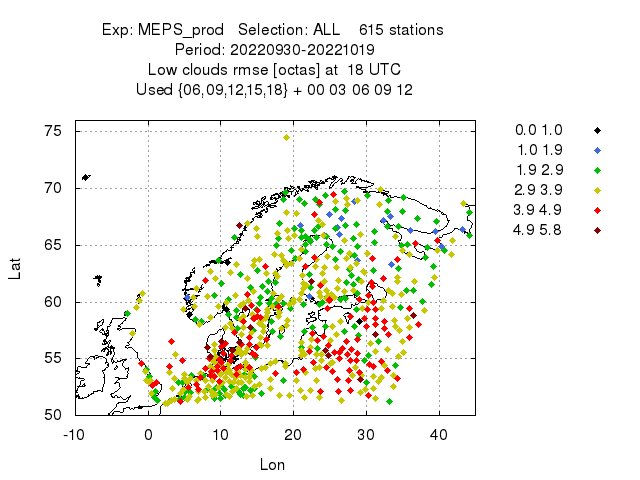 Exp: MEPS_prod   Selection: ALL    615 stations
Period: 20220930-20221019
Low clouds rmse [octas] at  18 UTC
Used {06,09,12,15,18} + 00 03 06 09 12
0.0 1.0
1.0 1.9
1.9 2.9
2.9 3.9
3.9 4.9
4.9 5.8
75
70
65
60
55
50
Lat
-10 0 10 20 30 40
Lon